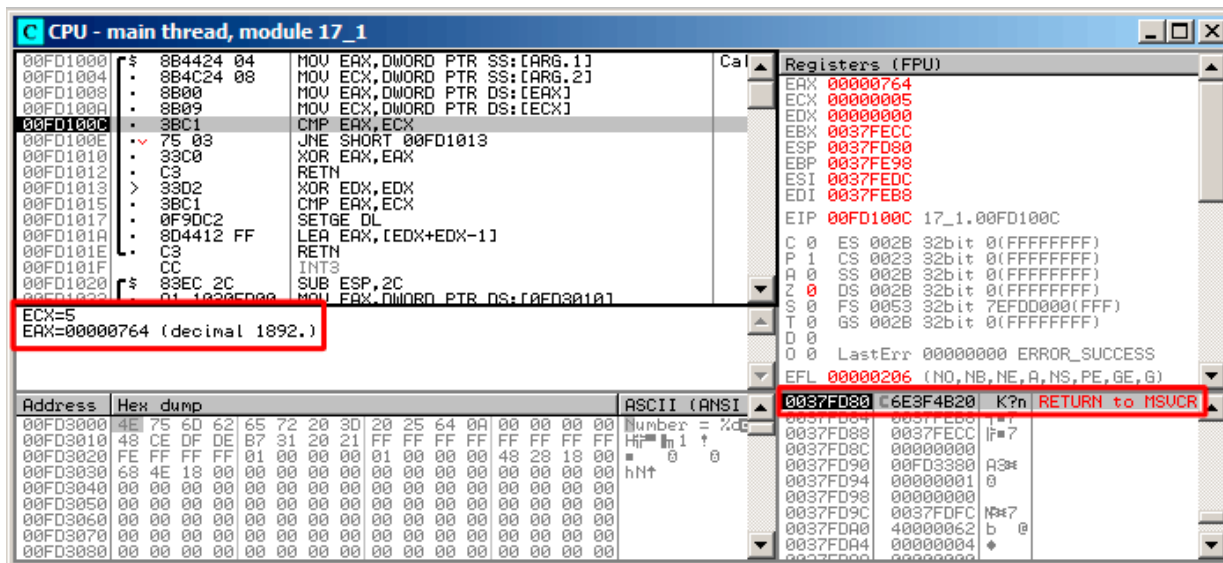 CPU - main thread, module 17_1
00FD1000 $ 8B4424 04 MOV EAX,DWORD PTR SS:[ARG.1] Cal
00FD1004 . 8B4C24 08 MOV ECX,DWORD PTR SS:[ARG.2]
00FD1008 . 8B00 MOV EAX,DWORD PTR DS:[EAX]
00FD100A . 8B09 MOV ECX,DWORD PTR DS:[ECX]
00FD100C . 3BC1 CMP EAX,ECX
00FD100E . 75 03 JNE SHORT 00FD1013
00FD1010 . 33C0 XOR EAX,EAX
00FD1012 . C3 RETN
00FD1013 > 33D2 XOR EDX,EDX
00FD1015 . 3BC1 CMP EAX,ECX
00FD1017 . 0F9DC2 SETGE DL
00FD101A . 8D4412 FF LEA EAX,[EDX+EDX-1]
00FD101E . C3 RETN
00FD101F CC INT3
00FD1020 $ 83EC 2C SUB ESP,2C
MOV EAX,DWORD PTR DS:[0FD3010]
ECX=5
EAX=00000764 (decimal 1892.)
Registers (FPU)
EAX 00000764
ECX 00000005
EDX 00000000
EBX 0037FECC
ESP 0037FD80
EBP 0037FE98
ESI 0037FEDC
EDI 0037FEB8
EIP 00FD100C 17_1.00FD100C
C 0 ES 002B 32bit 0(FFFFFFFF)
P 1 CS 0023 32bit 0(FFFFFFFF)
A 0 SS 002B 32bit 0(FFFFFFFF)
Z 0 DS 002B 32bit 0(FFFFFFFF)
S 0 FS 0053 32bit 7EFDD000(FFF)
T 0 GS 002B 32bit 0(FFFFFFFF)
D 0
O 0 LastErr 00000000 ERROR_SUCCESS
EFL 00000206 (NO,NB,NE,A,NS,PE,GE,G)
Address Hex dump ASCII (ANSI
00FD3000 4E 75 6D 62 65 72 20 3D 20 25 64 0A 00 00 00 00 Number = %d
00FD3010 48 CE DF DE B7 31 20 21 FF FF FF FF FF FF FF FF
00FD3020 FE FF FF FF 01 00 00 00 01 00 00 00 48 28 18 00
00FD3030 68 4E 18 00 00 00 00 00 00 00 00 00 00 00 00 00 hN↑
00FD3040 00 00 00 00 00 00 00 00 00 00 00 00 00 00 00 00
00FD3050 00 00 00 00 00 00 00 00 00 00 00 00 00 00 00 00
00FD3060 00 00 00 00 00 00 00 00 00 00 00 00 00 00 00 00
00FD3070 00 00 00 00 00 00 00 00 00 00 00 00 00 00 00 00
00FD3080 00 00 00 00 00 00 00 00 00 00 00 00 00 00 00 00
0037FD80 6E3F4B20 K?n RETURN to MSVCR
0037FD84 0037FEB8
0037FD88 0037FECC
0037FD8C 00000000
0037FD90 00FD3380
0037FD94 00000001
0037FD98 00000000
0037FD9C 0037FDFC
0037FDA0 40000062 b @
0037FDA4 00000004 ♦